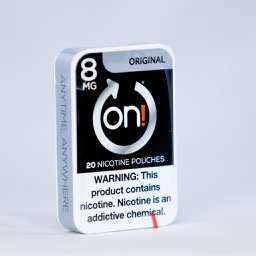 8
MG
ORIGINAL
on!
20 NICOTINE POUCHES
WARNING: This
product contains
nicotine. Nicotine is an
addictive chemical.
ANYTIME. ANYWHERE